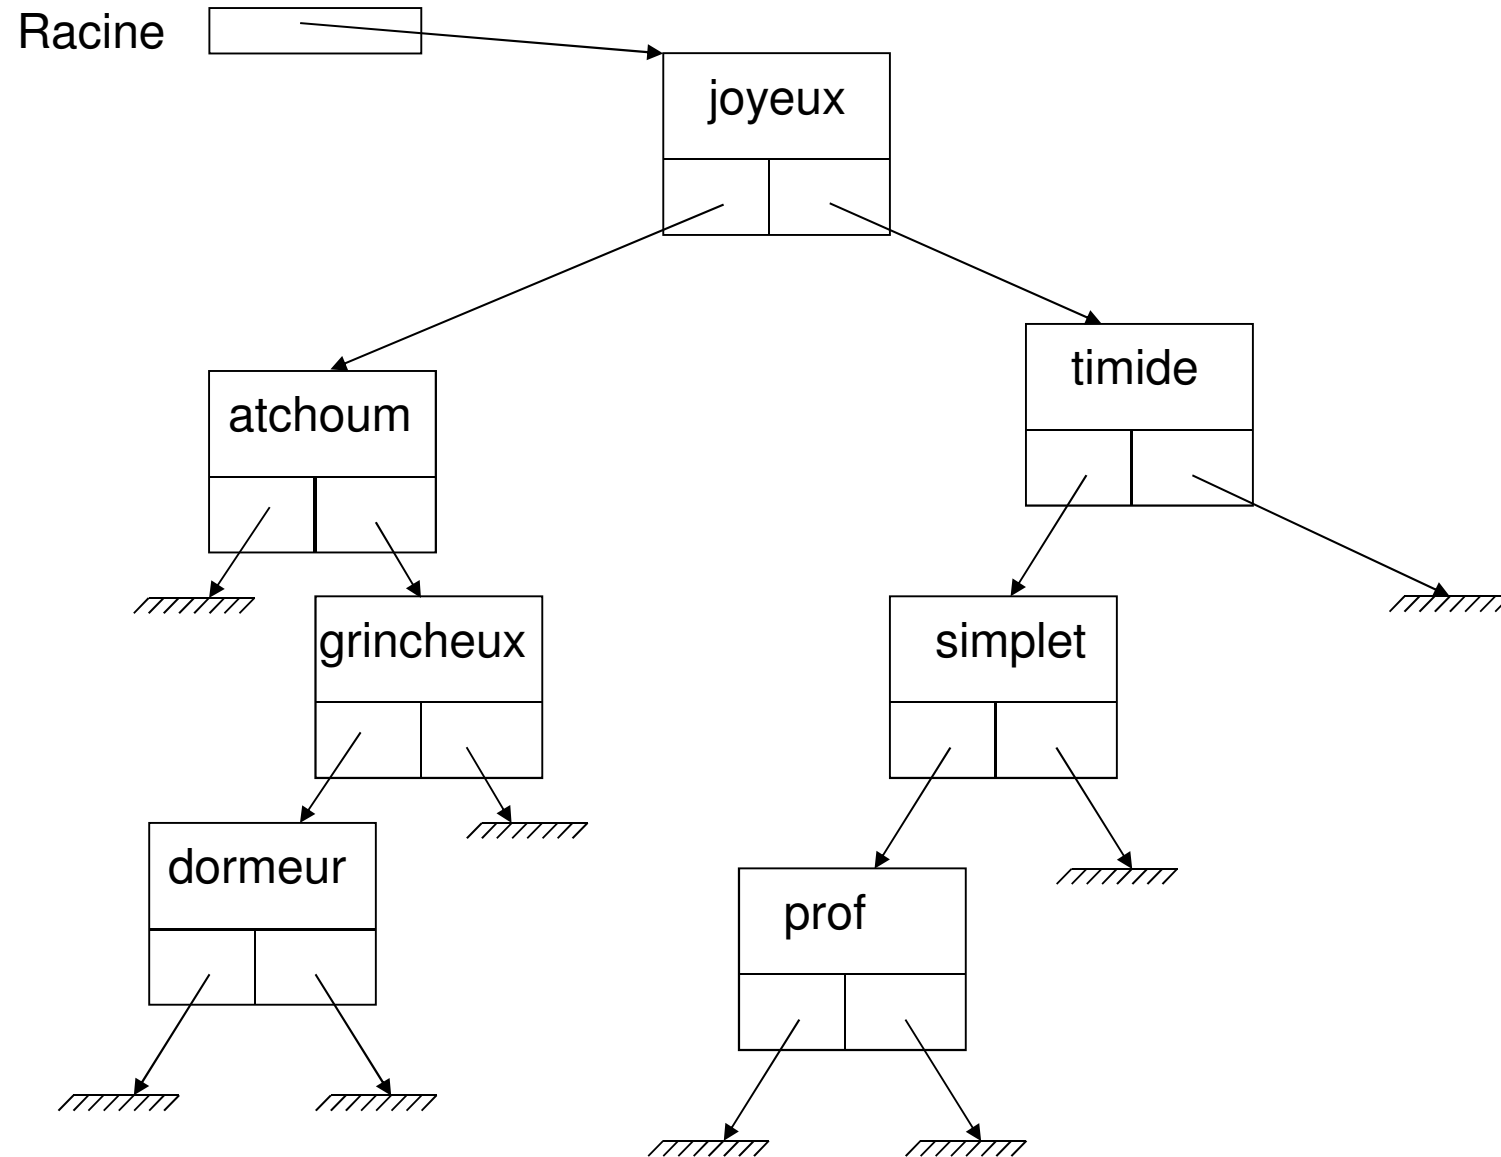 Racine
joyeux
timide
atchoum
grincheux
simplet
dormeur
prof